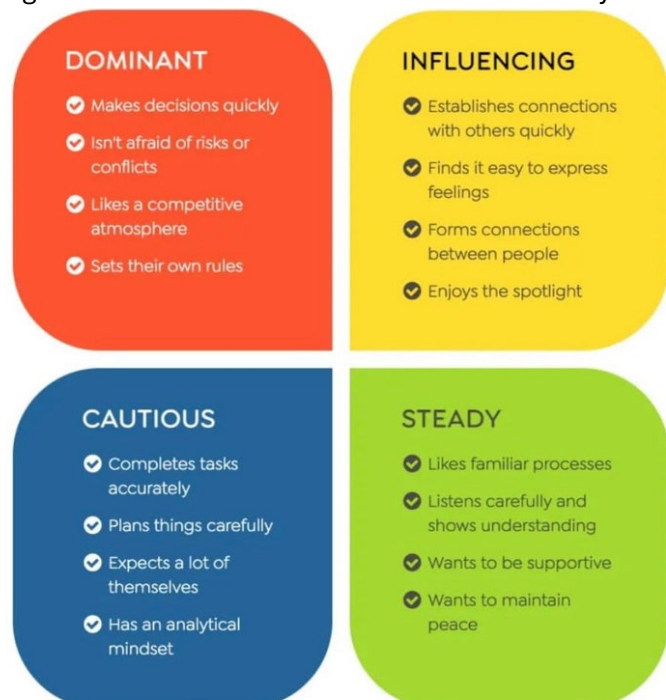 DOMINANT
Makes decisions quickly
Isn't afraid of risks or
conflicts
Likes a competitive
atmosphere
Sets their own rules
INFLUENCING
Establishes connections
with others quickly
Finds it easy to express
feelings
Forms connections
between people
Enjoys the spotlight
CAUTIOUS
Completes tasks
accurately
Plans things carefully
Expects a lot of
themselves
Has an analytical
mindset
STEADY
Likes familiar processes
Listens carefully and
shows understanding
Wants to be supportive
Wants to maintain
peace